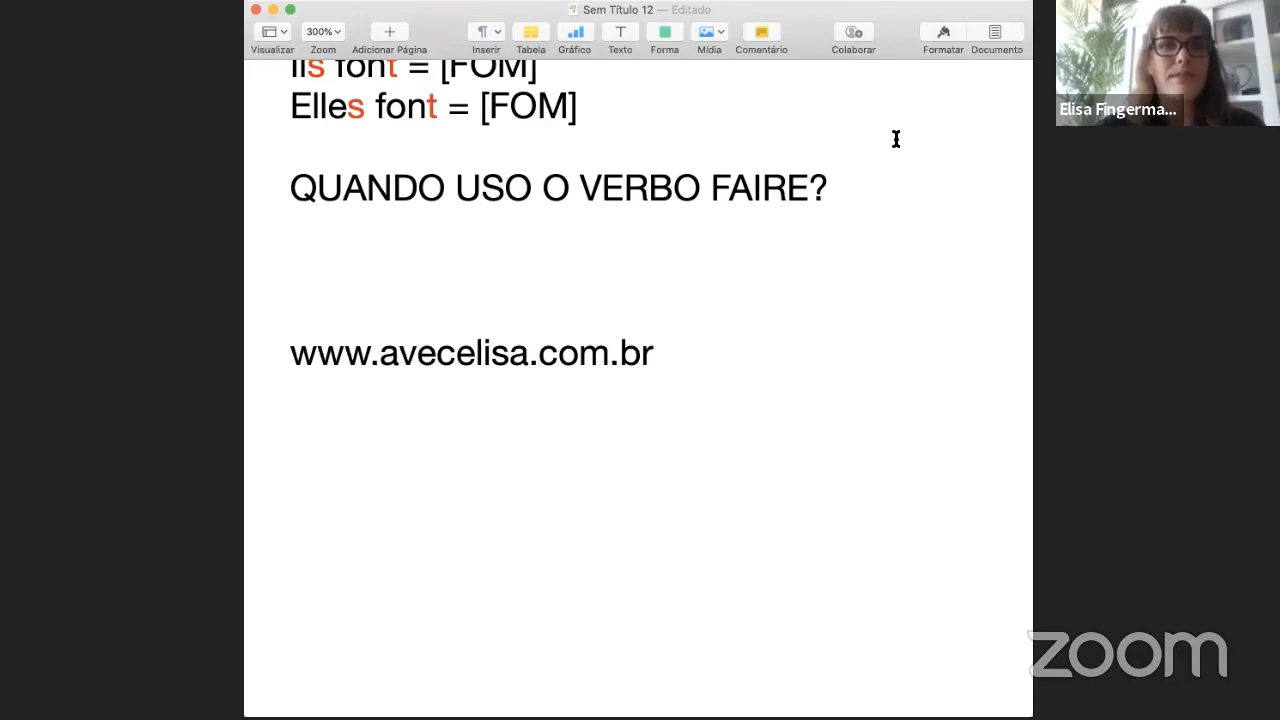 Sem Título 12 — Editado
300%
Visualizar Zoom Adicionar Página Inserir Tabela Gráfico Texto Forma Mídia Comentário Colaborar Formatar Documento
Ils font = [FOM]
Elles font = [FOM]
QUANDO USO O VERBO FAIRE?
www.avecelisa.com.br
Elisa Fingerma...
zoom